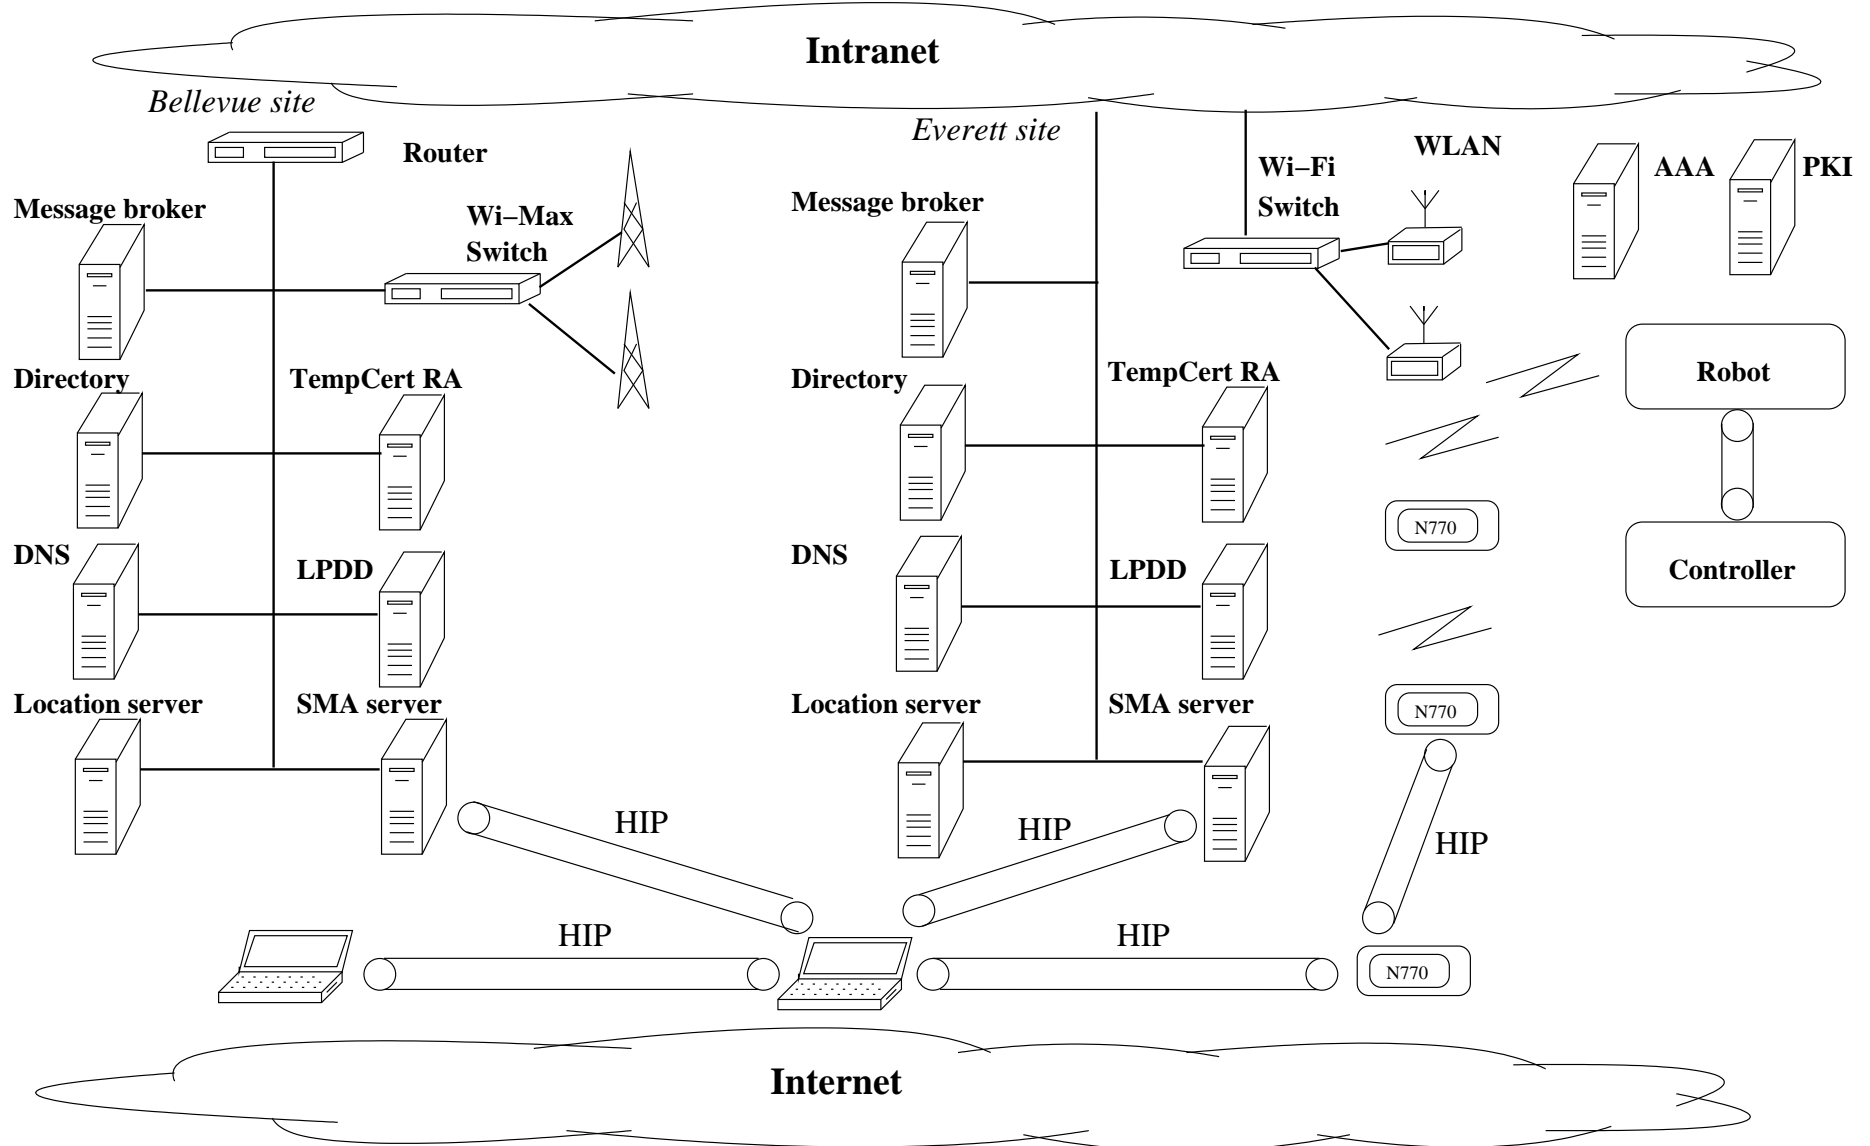 Intranet
Bellevue site
Everett site
Router
Wi–Fi
Switch
WLAN
AAA
PKI
Message broker
Wi–Max
Switch
Message broker
Directory
TempCert RA
Directory
TempCert RA
Robot
N770
DNS
LPDD
DNS
LPDD
Controller
Location server
SMA server
Location server
SMA server
N770
HIP
HIP
HIP
HIP
HIP
N770
Internet